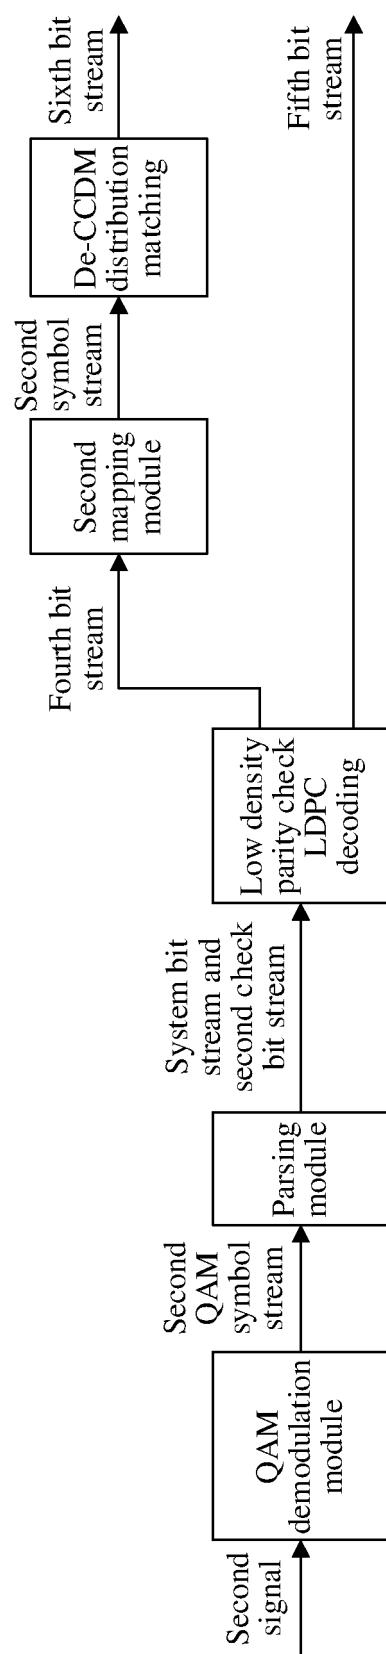 Second
signal
QAM
demodulation
module
Second
QAM
symbol
stream
Parsing
module
System bit
stream and
second check
bit stream
Low density
parity check
LDPC
decoding
Fourth bit
stream
Second
mapping
module
Second
symbol
stream
De-CCDM
distribution
matching
Sixth bit
stream
Fifth bit
stream